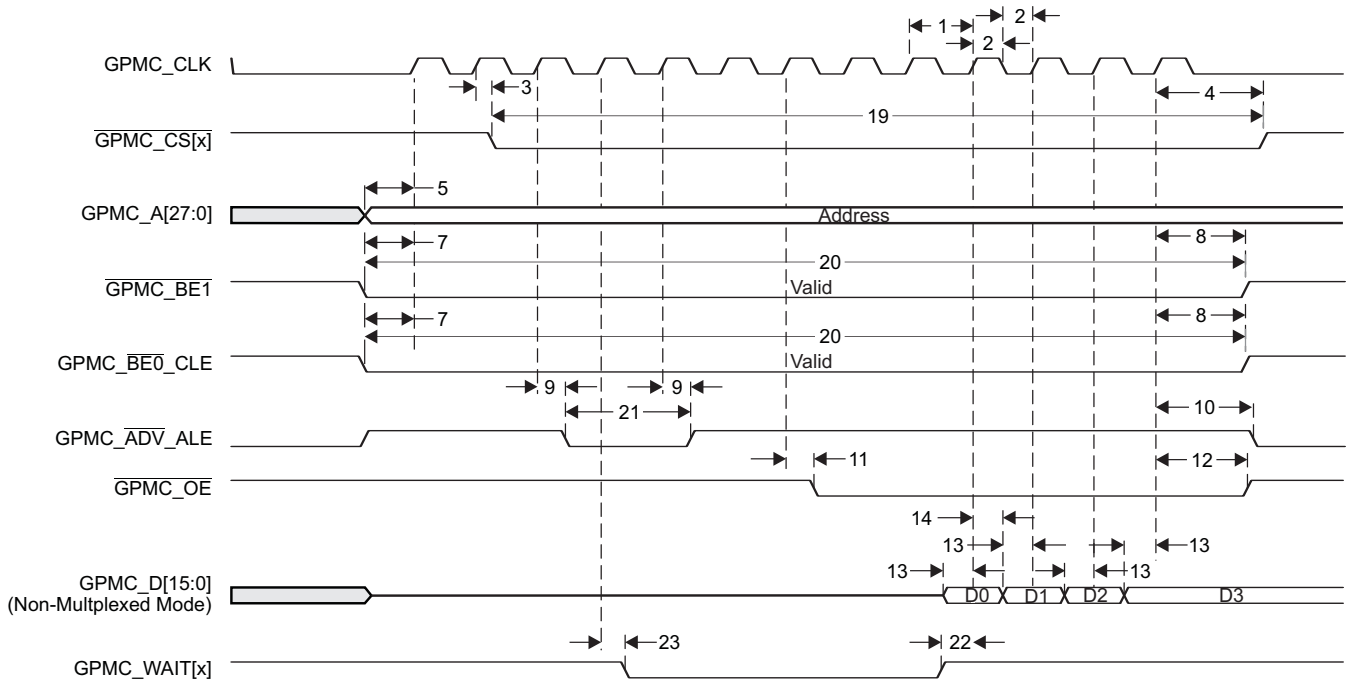 1
2
2
GPMC_CLK
3
4
19
GPMC_CS[x]
5
GPMC_A[27:0]
Address
7
8
20
GPMC_BE1
Valid
7
8
20
GPMC_BE0_CLE
Valid
9
9
21
10
GPMC_ADV_ALE
11
12
GPMC_OE
14
13
13
13
13
GPMC_D[15:0]
(Non-Multplexed Mode)
D0
D1
D2
D3
23
22
GPMC_WAIT[x]